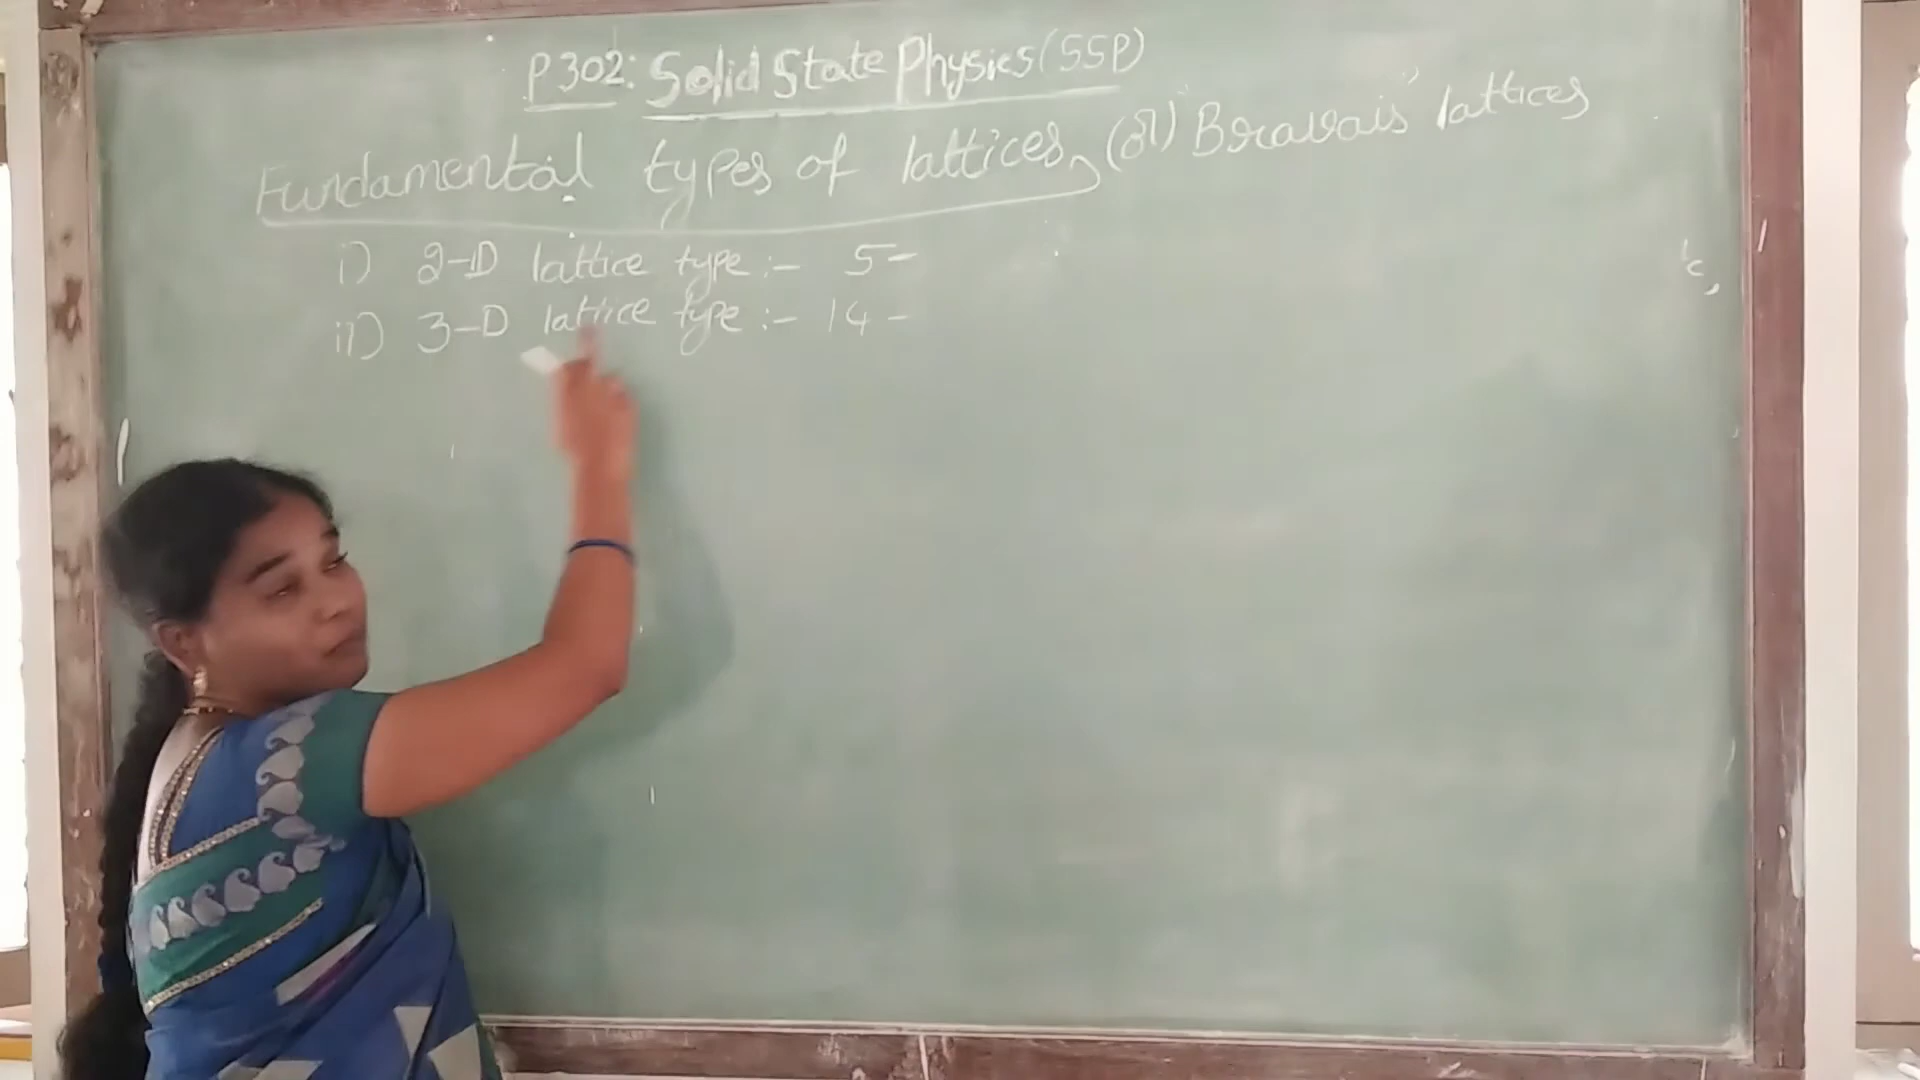 P302: Solid State Physics (SSP)
Fundamental types of lattices, (or) "Bravais" lattices
i) 2-D lattice type :- 5-
ii) 3-D lattice type :- 14-